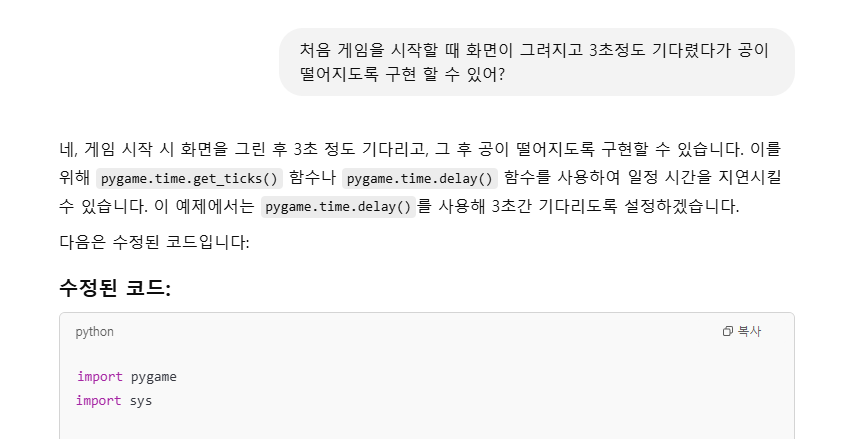 처음 게임을 시작할 때 화면이 그려지고 3초정도 기다렸다가 공이
떨어지도록 구현 할 수 있어?
네, 게임 시작 시 화면을 그린 후 3초 정도 기다리고, 그 후 공이 떨어지도록 구현할 수 있습니다. 이를
위해 pygame.time.get_ticks() 함수나 pygame.time.delay() 함수를 사용하여 일정 시간을 지연시킬
수 있습니다. 이 예제에서는 pygame.time.delay()를 사용해 3초간 기다리도록 설정하겠습니다.
다음은 수정된 코드입니다:
수정된 코드:
python
복사
import pygame
import sys